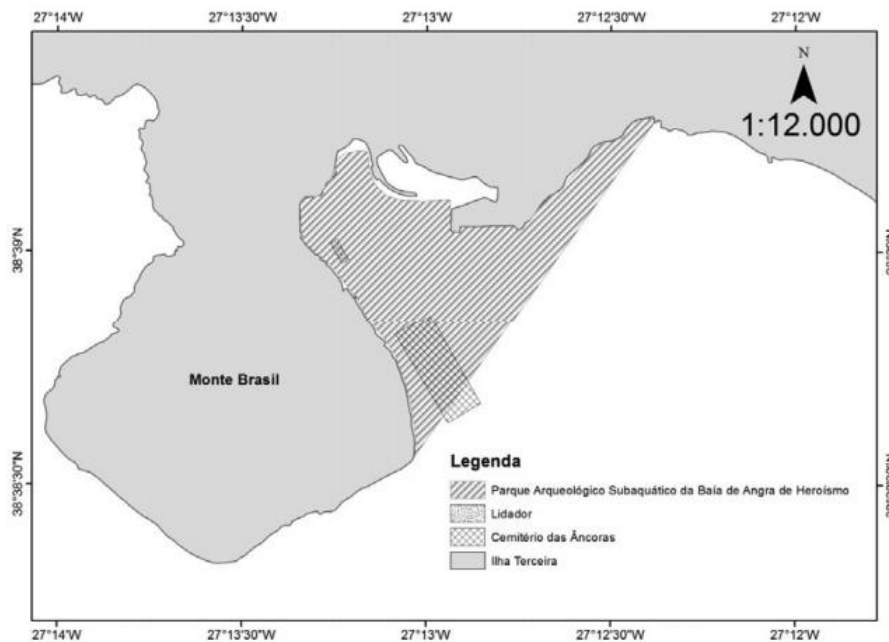 27°14'W 27°13'30"W 27°13'W 27°12'30"W 27°12'W
N
1:12.000
38°39'N
Monte Brasil
38°38'30"N
Legenda
Parque Arqueológico Subaquático da Baía de Angra de Heroísmo
Lidador
Cemitério das Âncoras
Ilha Terceira
27°14'W 27°13'30"W 27°13'W 27°12'30"W 27°12'W